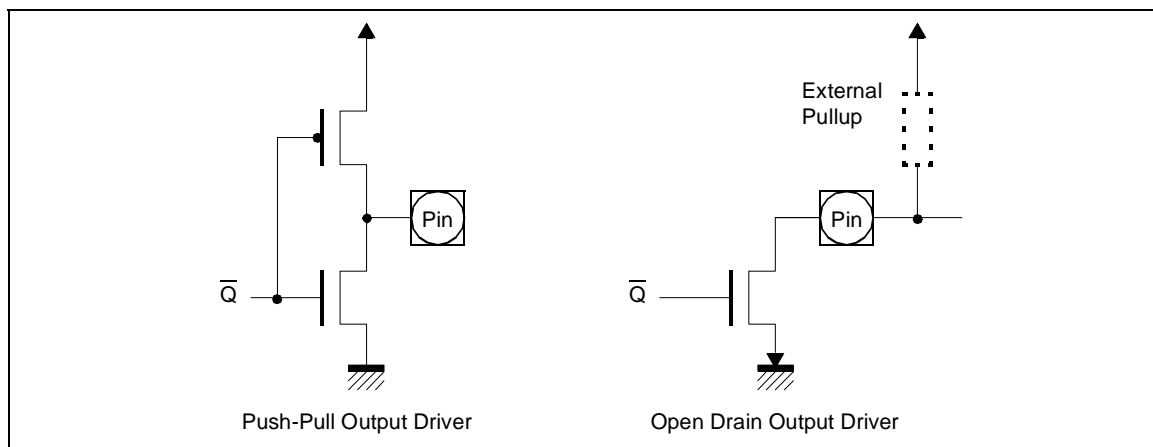 External
Pullup
Pin
Pin
Q̅
Q̅
Push-Pull Output Driver
Open Drain Output Driver